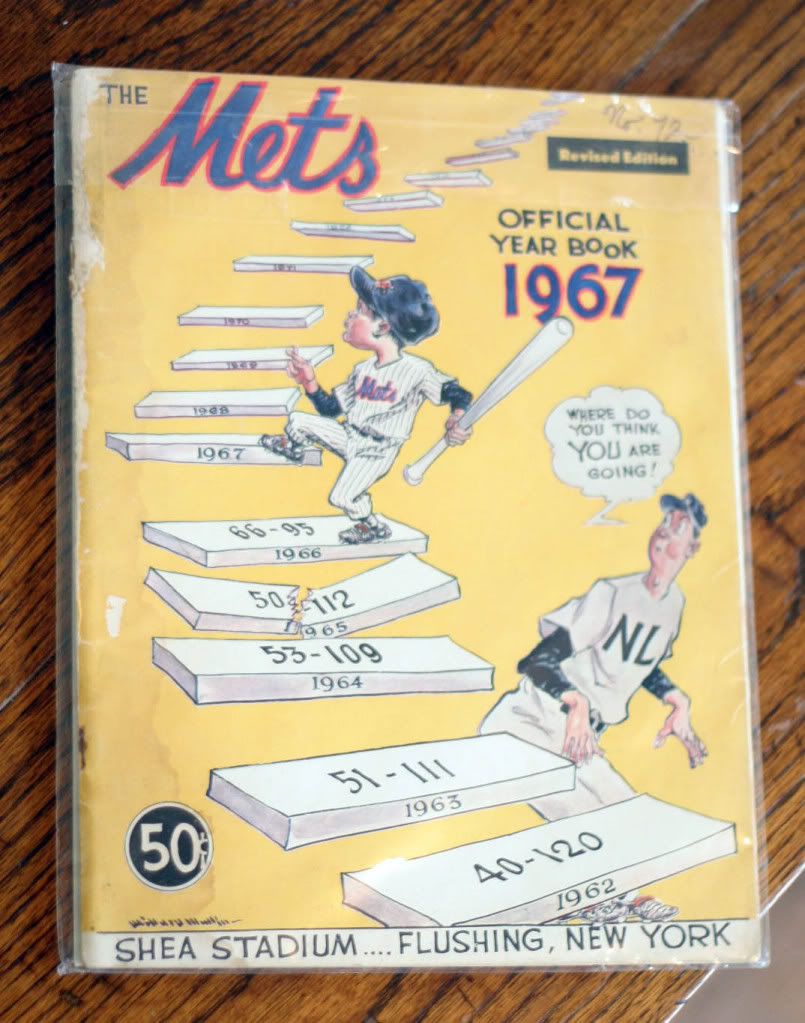 THE
Mets
Revised Edition
OFFICIAL
YEAR BOOK
1967
1971
1970
1969
1968
1967
Mets
WHERE DO
YOU THINK
YOU ARE
GOING!
66-95
1966
50-112
1965
NL
53-109
1964
51-111
1963
40-120
1962
50¢
SHEA STADIUM .... FLUSHING, NEW YORK